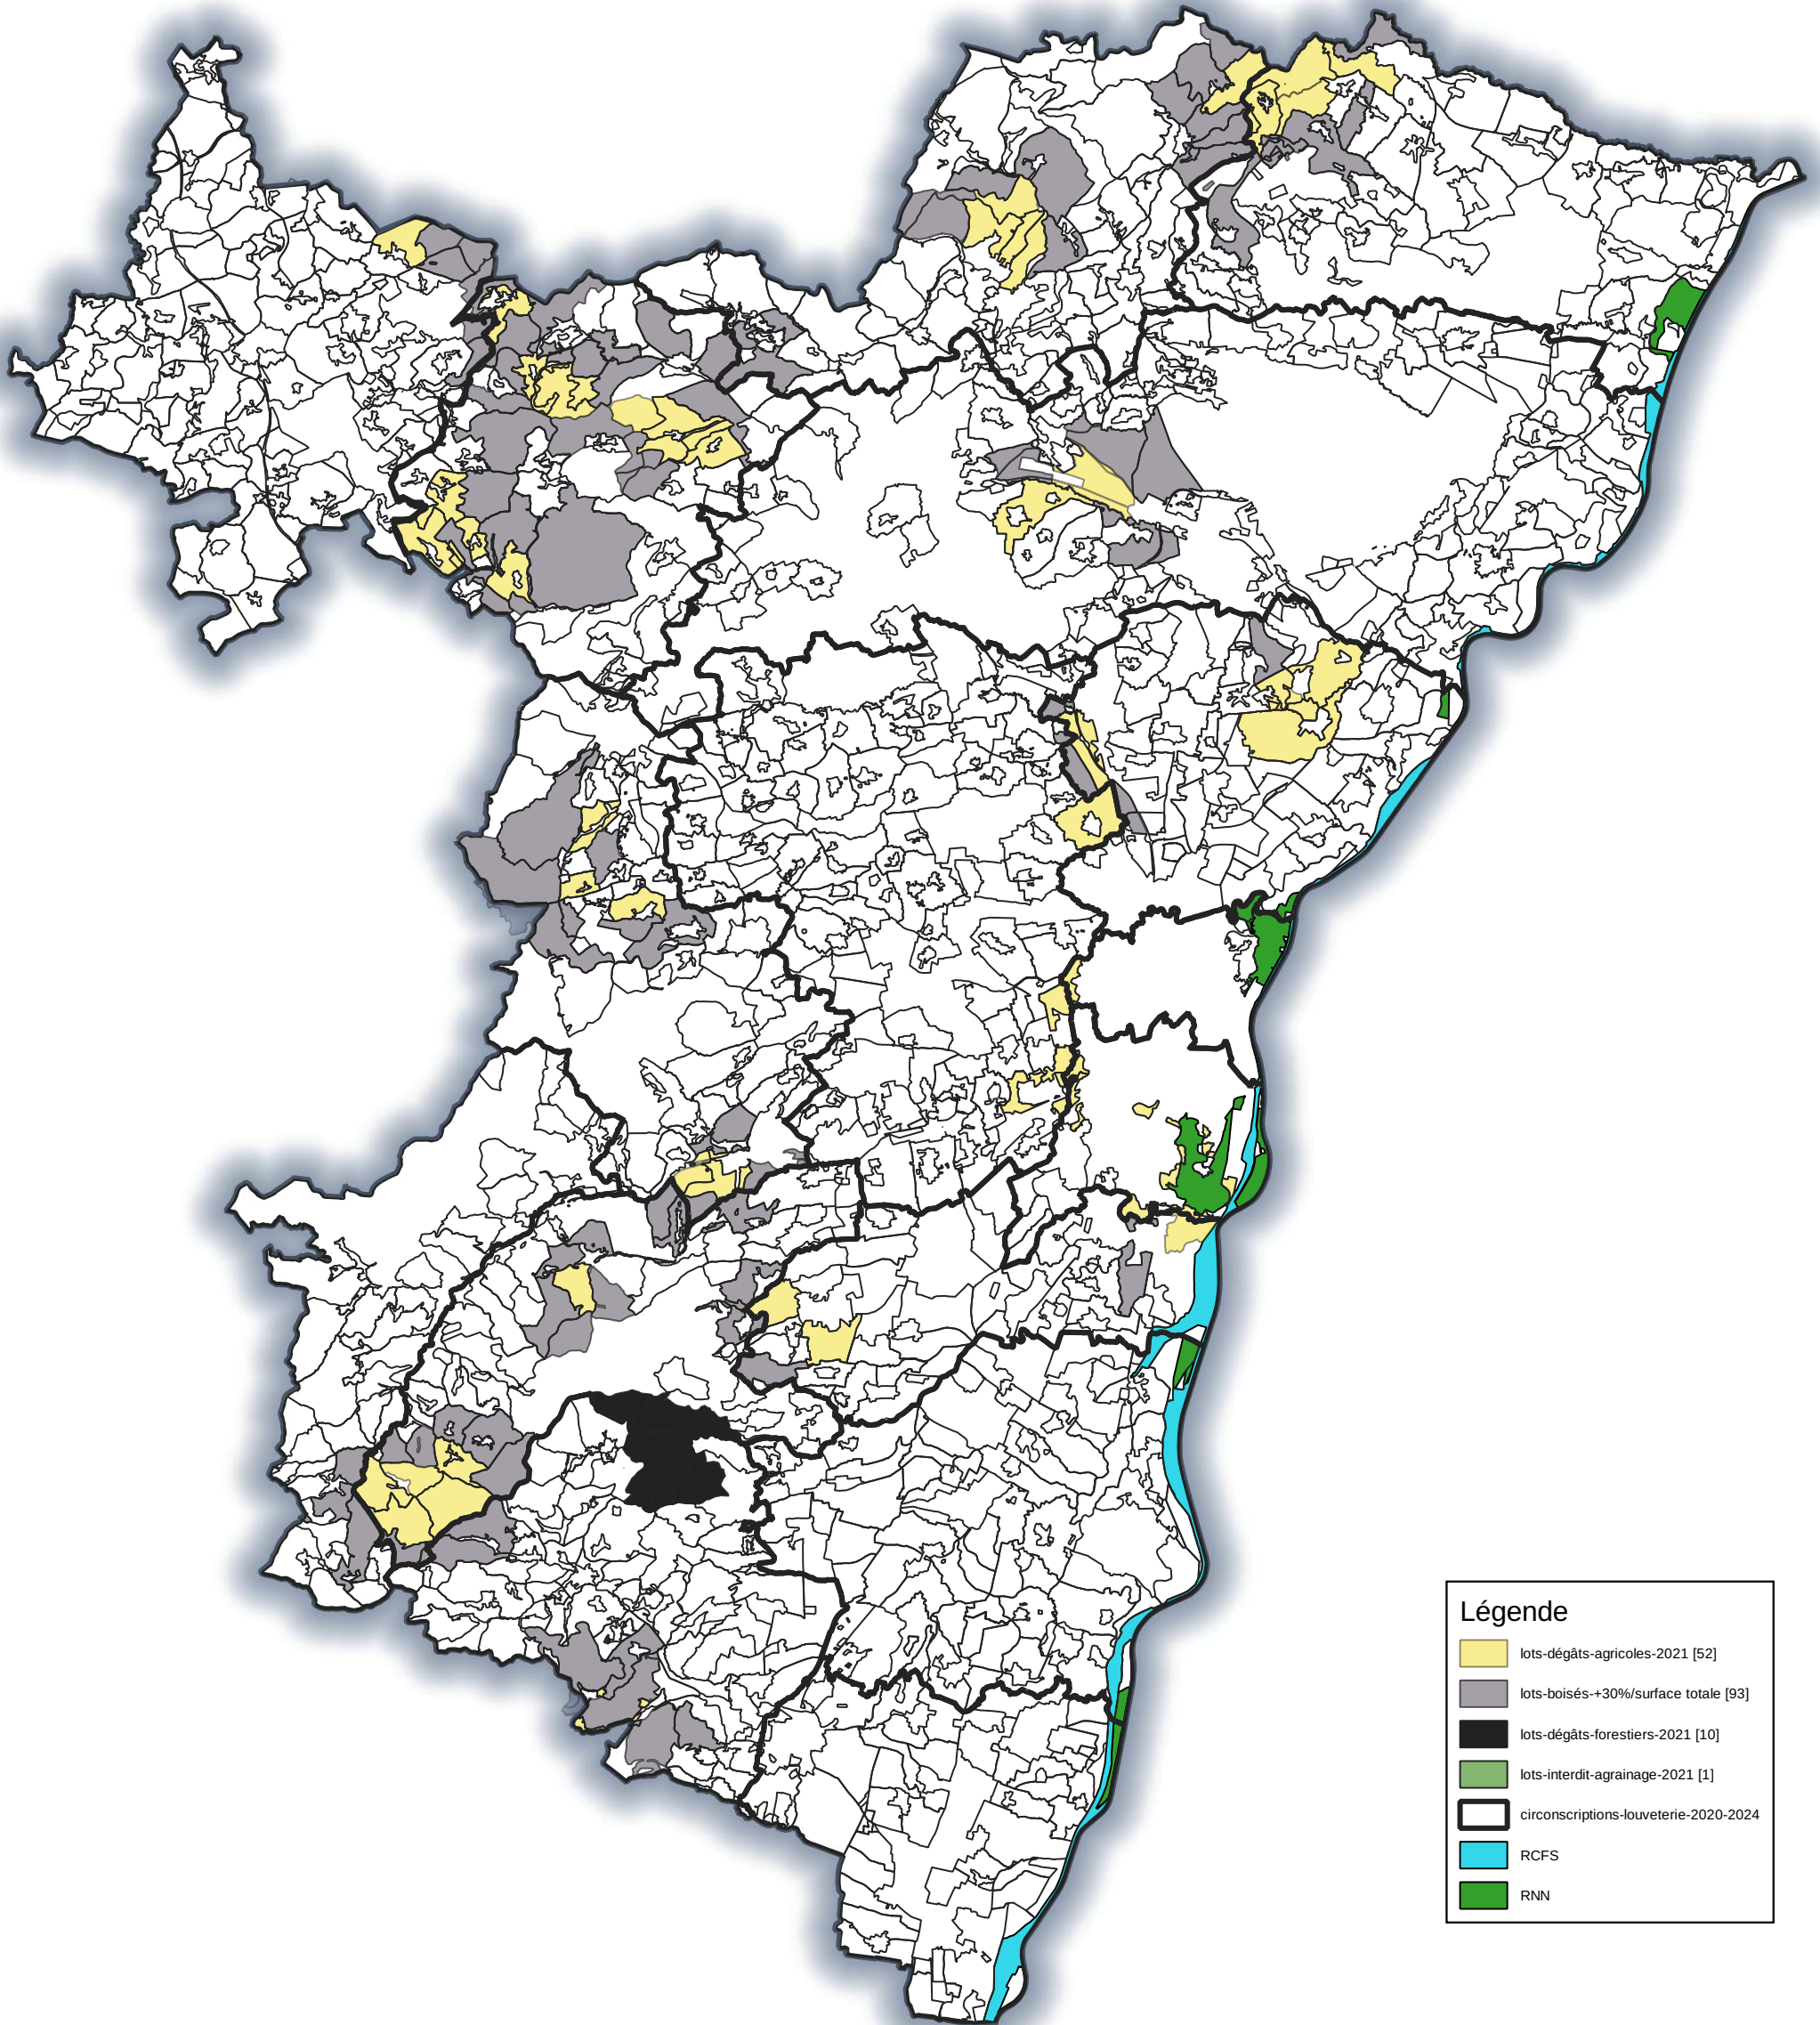 Légende
lots-dégâts-agricoles-2021 [52]
lots-boisés-+30%/surface totale [93]
lots-dégâts-forestiers-2021 [10]
lots-interdit-agrainage-2021 [1]
circonscriptions-louveterie-2020-2024
RCFS
RNN